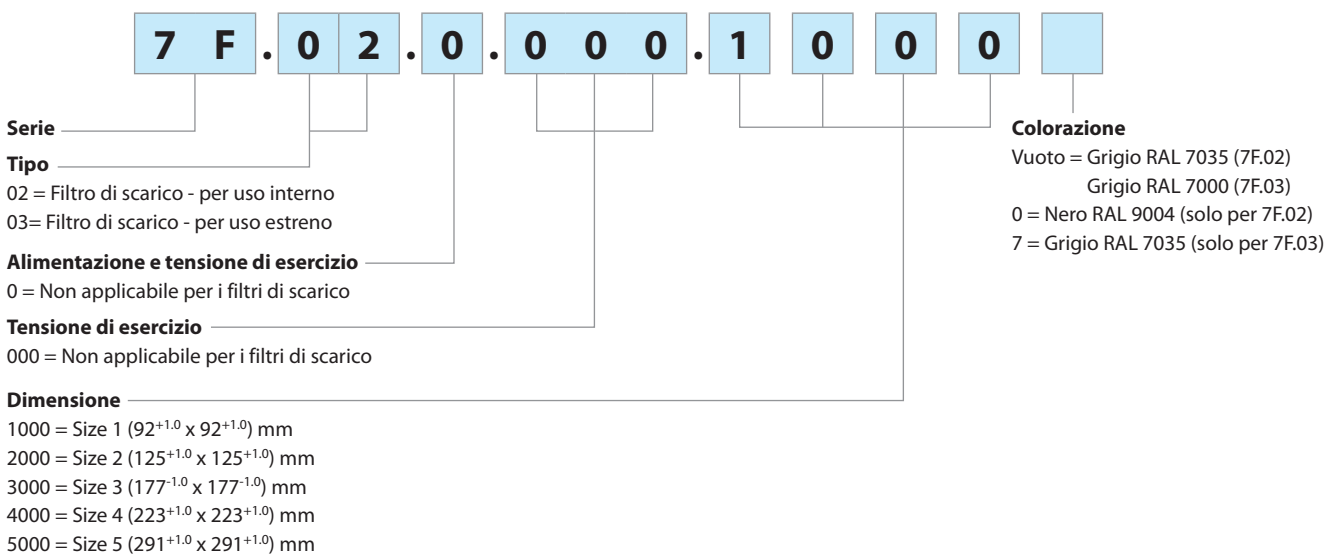 7 F . 0 2 . 0 . 0 0 0 . 1 0 0 0
Serie
Tipo
02 = Filtro di scarico - per uso interno
03= Filtro di scarico - per uso estreno
Alimentazione e tensione di esercizio
0 = Non applicabile per i filtri di scarico
Tensione di esercizio
000 = Non applicabile per i filtri di scarico
Dimensione
1000 = Size 1 (92+1.0 x 92+1.0) mm
2000 = Size 2 (125+1.0 x 125+1.0) mm
3000 = Size 3 (177-1.0 x 177-1.0) mm
4000 = Size 4 (223+1.0 x 223+1.0) mm
5000 = Size 5 (291+1.0 x 291+1.0) mm
Colorazione
Vuoto = Grigio RAL 7035 (7F.02)
Grigio RAL 7000 (7F.03)
0 = Nero RAL 9004 (solo per 7F.02)
7 = Grigio RAL 7035 (solo per 7F.03)